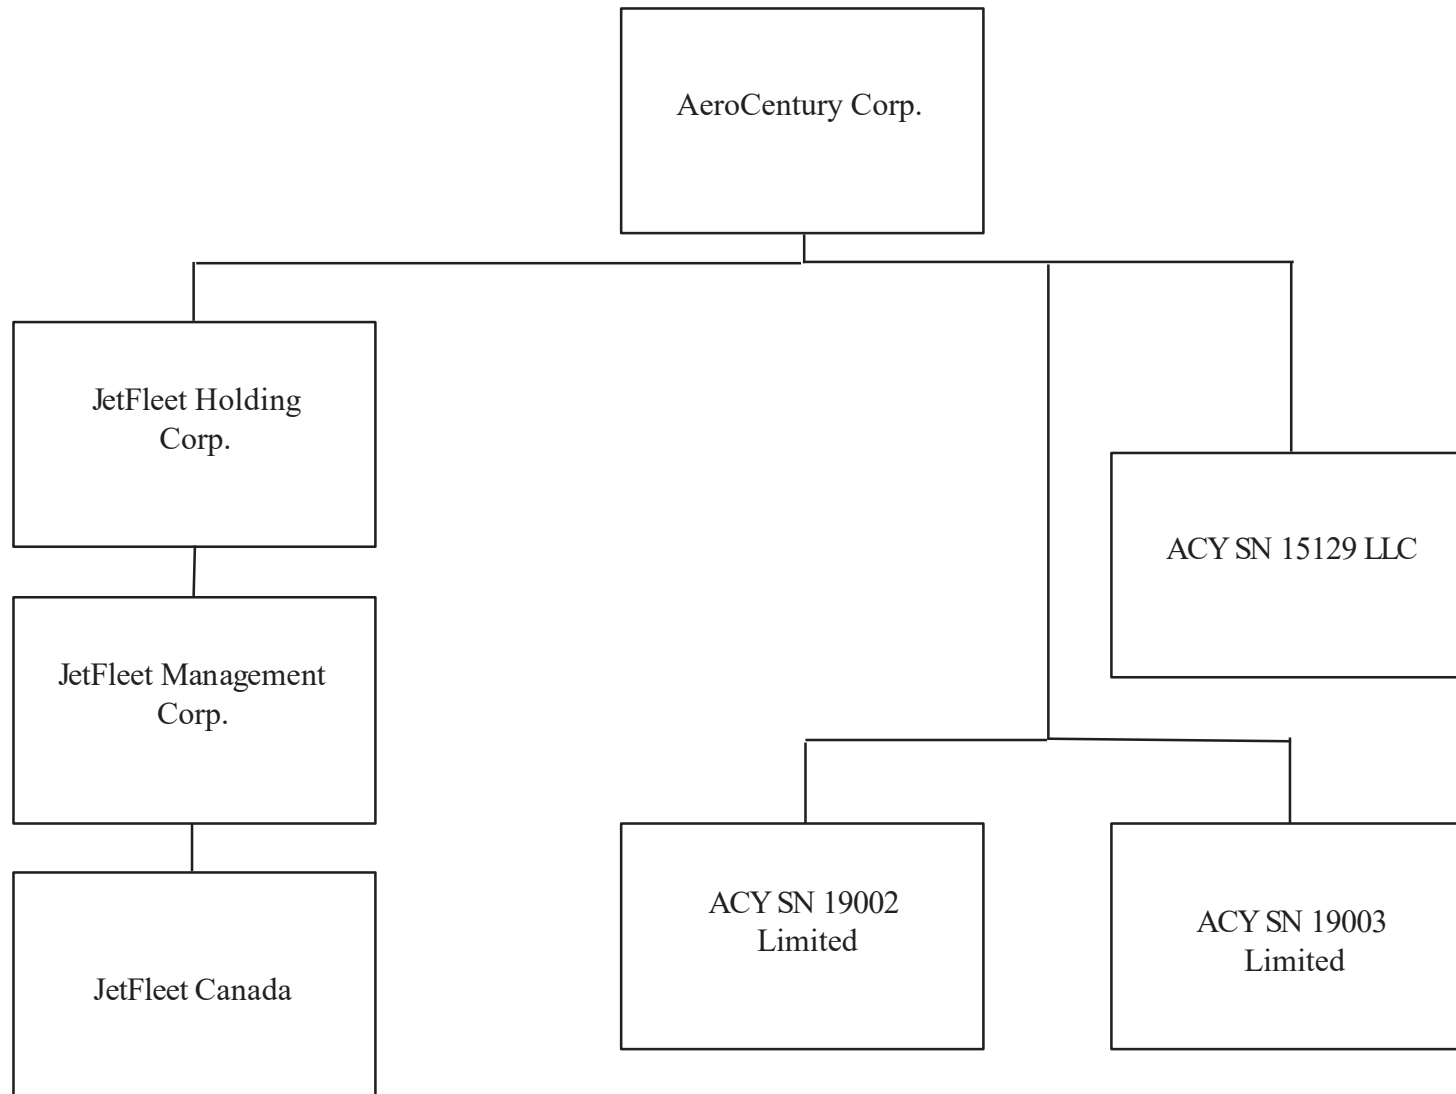 AeroCentury Corp.
JetFleet Holding
Corp.
JetFleet Management
Corp.
JetFleet Canada
ACY SN 15129 LLC
ACY SN 19002
Limited
ACY SN 19003
Limited